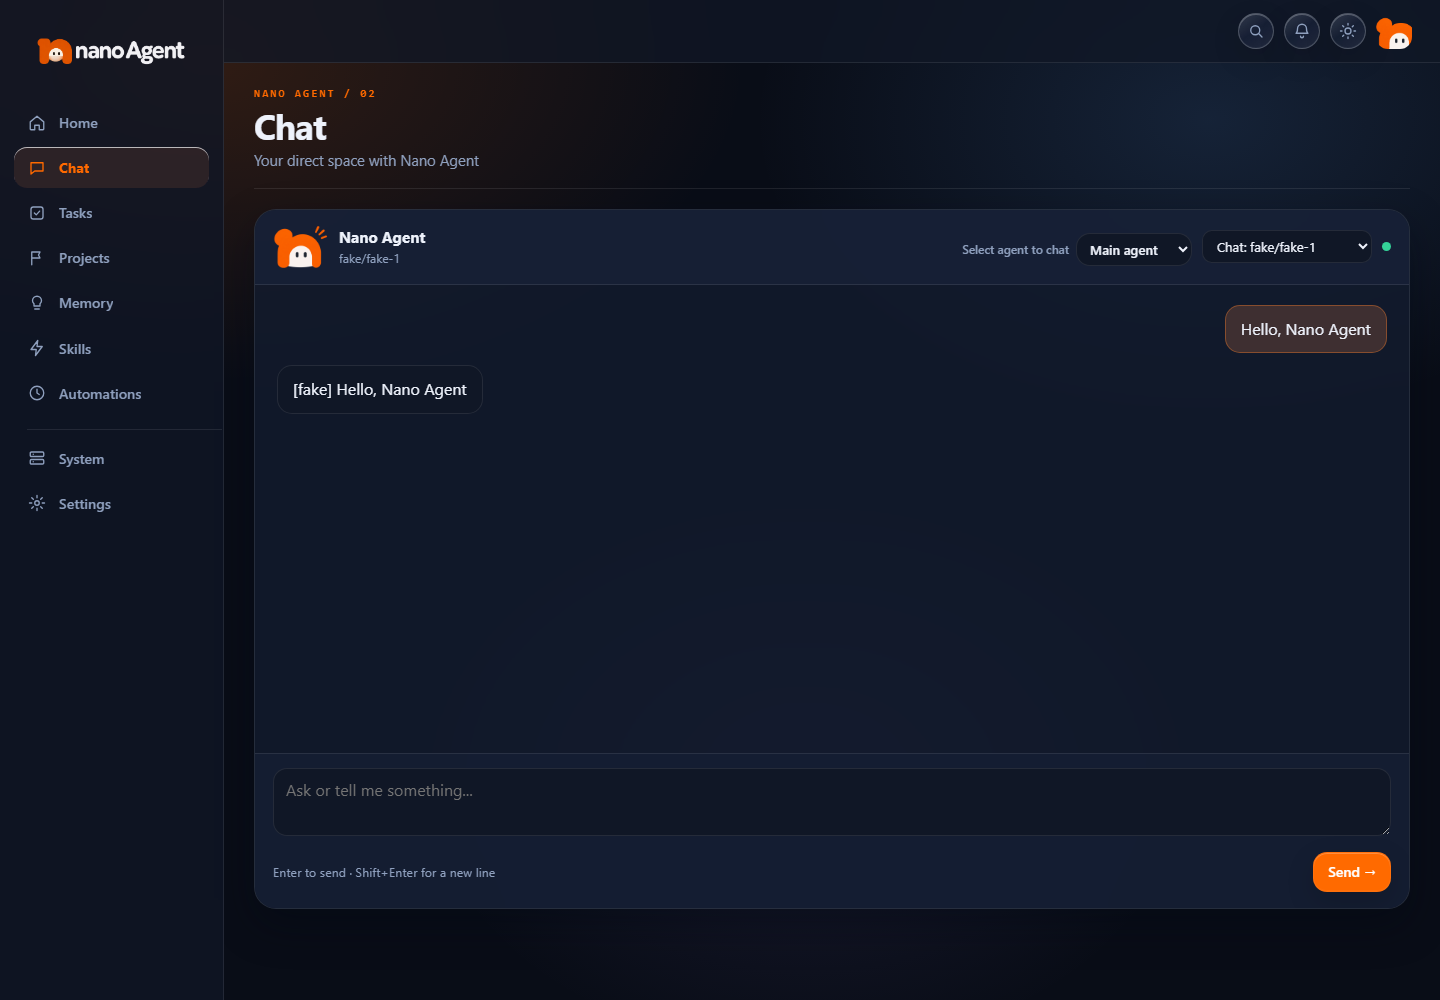 nano Agent
Home
Chat
Tasks
Projects
Memory
Skills
Automations
System
Settings
NANO AGENT / 02
Chat
Your direct space with Nano Agent
Nano Agent
fake/fake-1
Select agent to chat
Main agent
Chat: fake/fake-1
Hello, Nano Agent
[fake] Hello, Nano Agent
Ask or tell me something...
Enter to send · Shift+Enter for a new line
Send →